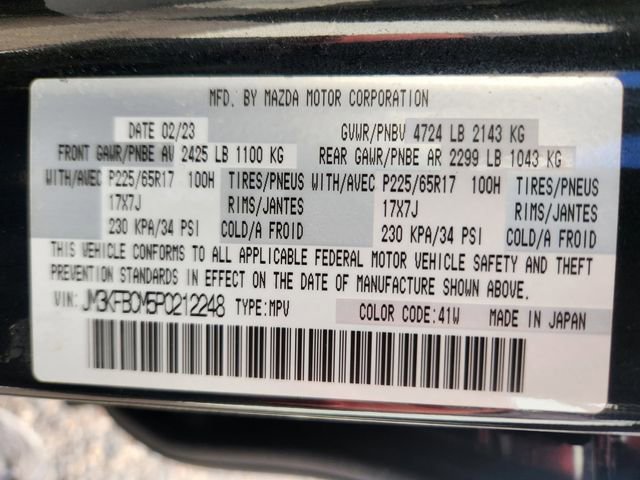 MFD. BY MAZDA MOTOR CORPORATION
DATE 02/23 GVWR/PNBV 4724 LB 2143 KG
FRONT GAWR/PNBE AV 2425 LB 1100 KG REAR GAWR/PNBE AR 2299 LB 1043 KG
WITH/AVEC P225/65R17 100H TIRES/PNEUS WITH/AVEC P225/65R17 100H TIRES/PNEUS
17X7J RIMS/JANTES 17X7J RIMS/JANTES
230 KPA/34 PSI COLD/A FROID 230 KPA/34 PSI COLD/A FROID
THIS VEHICLE CONFORMS TO ALL APPLICABLE FEDERAL MOTOR VEHICLE SAFETY AND THEFT
PREVENTION STANDARDS IN EFFECT ON THE DATE OF MANUFACTURE SHOWN ABOVE.
VIN: JM3KFBCM5P0212248 TYPE:MPV COLOR CODE:41W MADE IN JAPAN